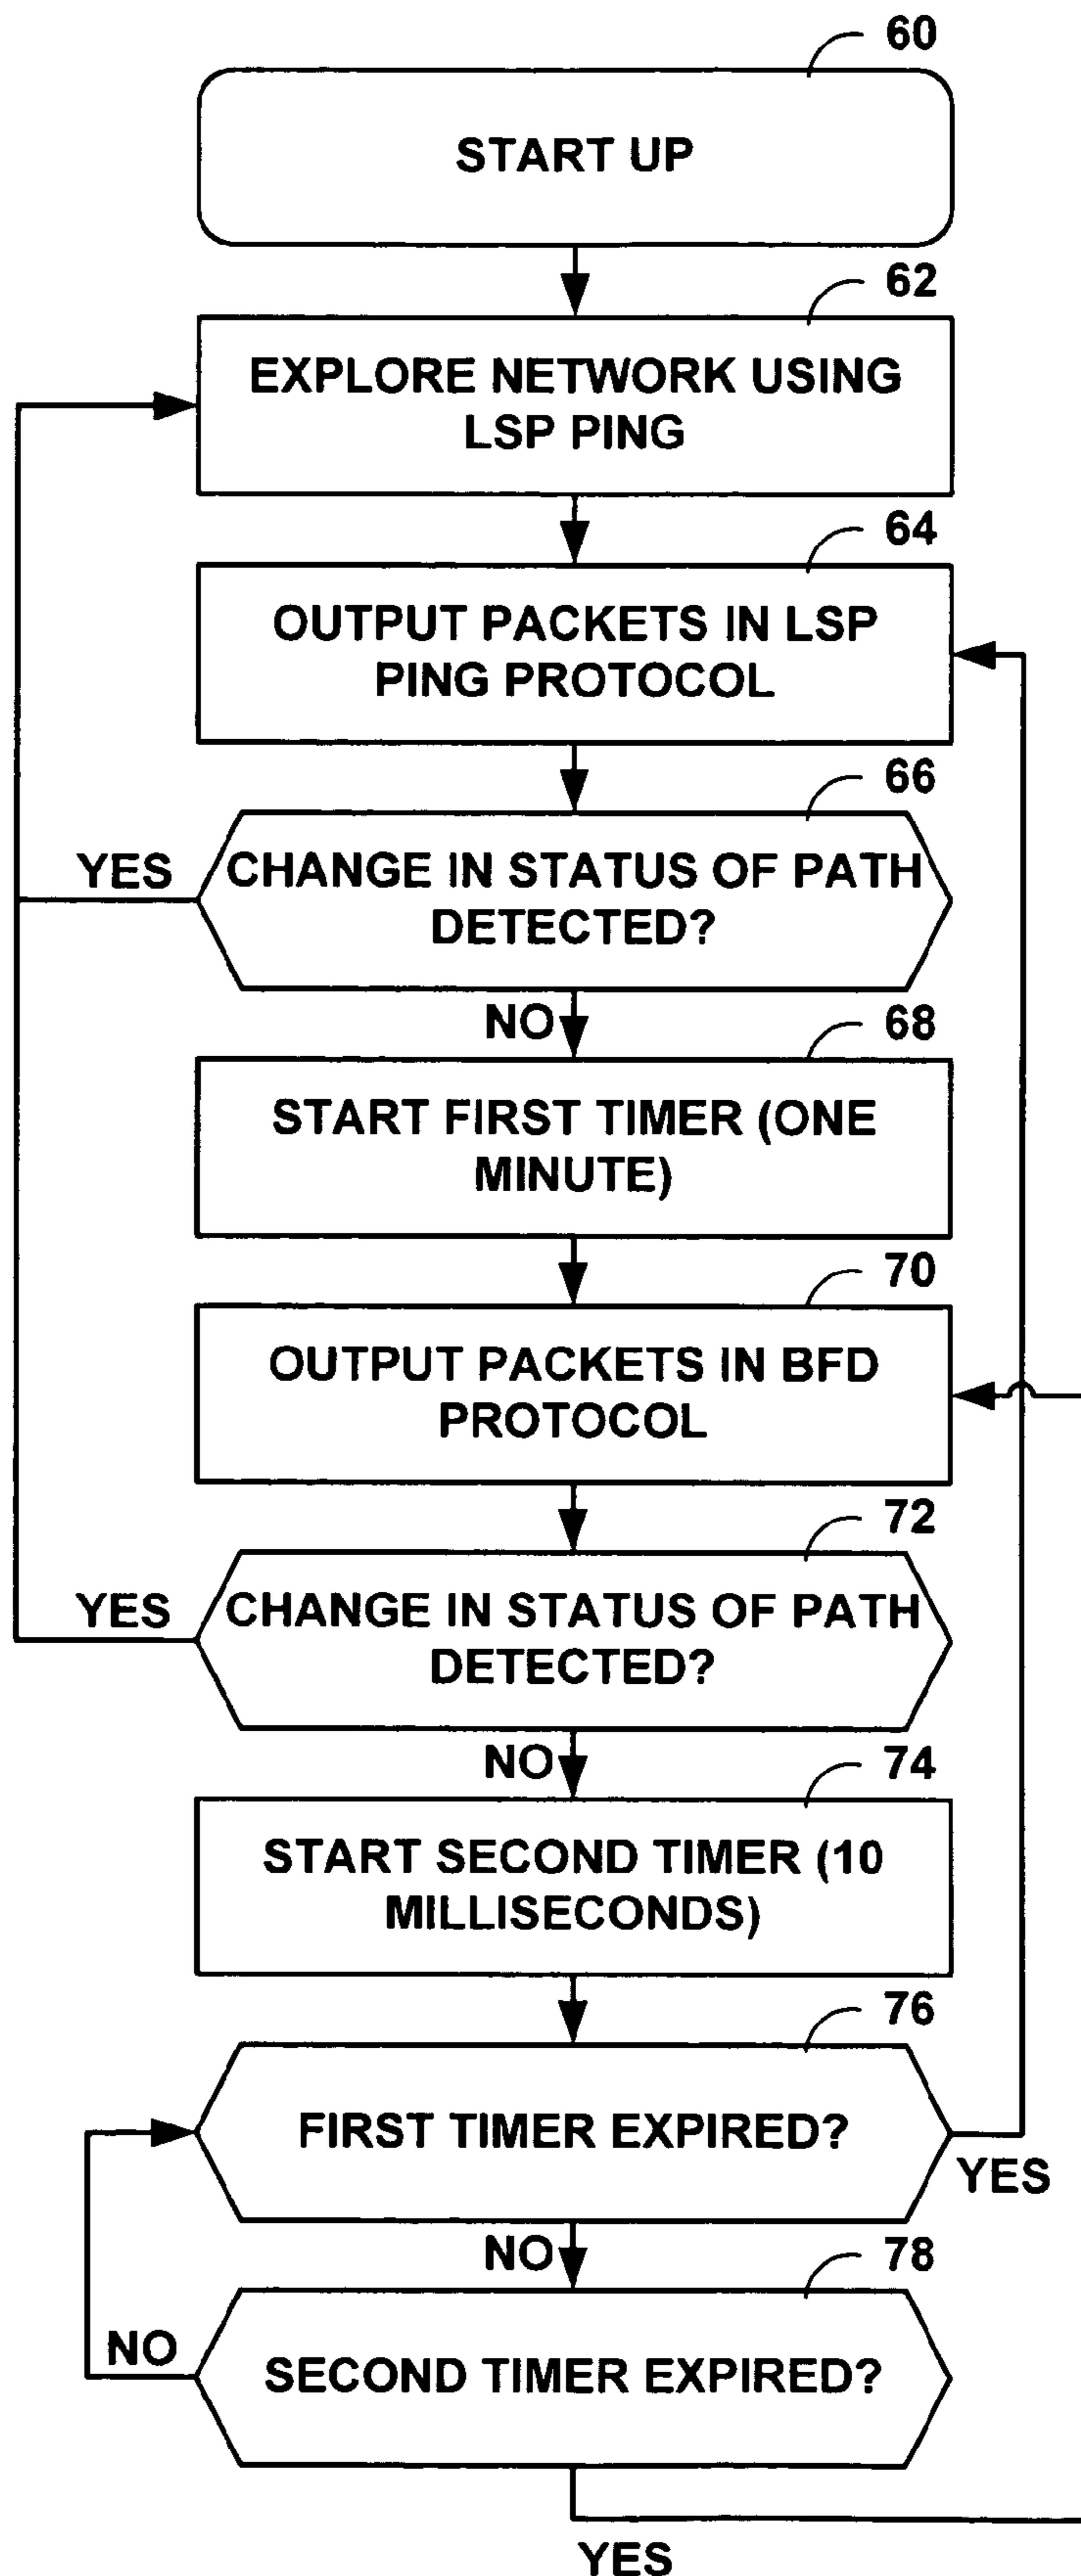 60
START UP
62
EXPLORE NETWORK USING
LSP PING
64
OUTPUT PACKETS IN LSP
PING PROTOCOL
66
YES
CHANGE IN STATUS OF PATH
DETECTED?
NO
68
START FIRST TIMER (ONE
MINUTE)
70
OUTPUT PACKETS IN BFD
PROTOCOL
72
YES
CHANGE IN STATUS OF PATH
DETECTED?
NO
74
START SECOND TIMER (10
MILLISECONDS)
76
FIRST TIMER EXPIRED?
YES
NO
78
NO
SECOND TIMER EXPIRED?
YES